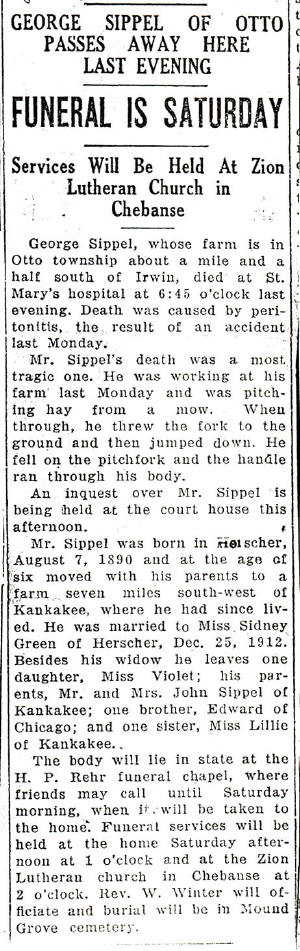 GEORGE SIPPEL OF OTTO
PASSES AWAY HERE
LAST EVENING
FUNERAL IS SATURDAY
Services Will Be Held At Zion
Lutheran Church in
Chebanse
George Sippel, whose farm is in
Otto township about a mile and a
half south of Irwin, died at St.
Mary's hospital at 6:45 o'clock last
evening. Death was caused by peri-
tonitis, the result of an accident
last Monday.
Mr. Sippel's death was a most
tragic one. He was working at his
farm last Monday and was pitch-
ing hay from a mow. When
through, he threw the fork to the
ground and then jumped down. He
fell on the pitchfork and the handle
ran through his body.
An inquest over Mr. Sippel is
being held at the court house this
afternoon.
Mr. Sippel was born in Herscher,
August 7, 1890 and at the age of
six moved with his parents to a
farm seven miles south-west of
Kankakee, where he had since liv-
ed. He was married to Miss Sidney
Green of Herscher, Dec. 25, 1912.
Besides his widow he leaves one
daughter, Miss Violet; his par-
ents, Mr. and Mrs. John Sippel of
Kankakee; one brother, Edward of
Chicago; and one sister, Miss Lillie
of Kankakee.
The body will lie in state at the
H. P. Rehr funeral chapel, where
friends may call until Saturday
morning, when it will be taken to
the home. Funeral services will be
held at the home Saturday after-
noon at 1 o'clock and at the Zion
Lutheran church in Chebanse at
2 o'clock. Rev. W. Winter will of-
ficiate and burial will be in Mound
Grove cemetery.